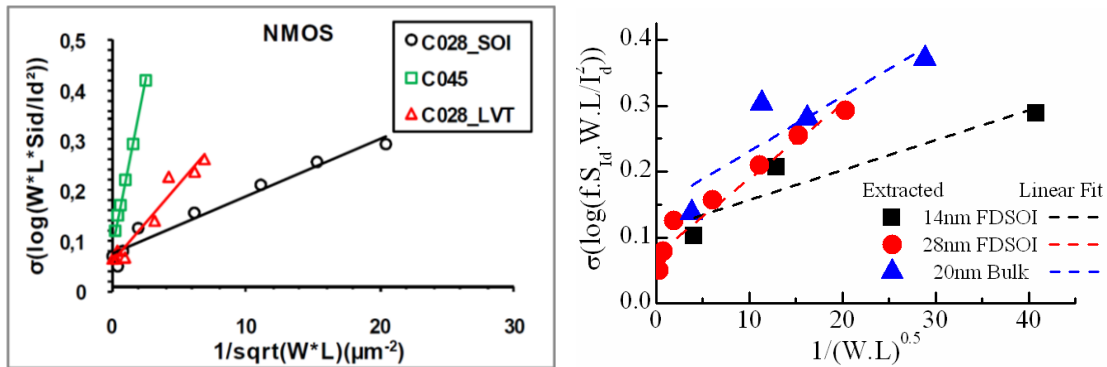 NMOS
σ(log(W*L*Sid/Id²))
0,5
0,4
0,3
0,2
0,1
0
0
10
20
30
1/sqrt(W*L)(µm⁻²)
C028_SOI
C045
C028_LVT
σ(log(f.S_Id.W.L/I_d²))
0.4
0.3
0.2
0.1
0.0
0
10
20
30
40
1/(W.L)^0.5
Extracted Linear Fit
14nm FDSOI
28nm FDSOI
20nm Bulk